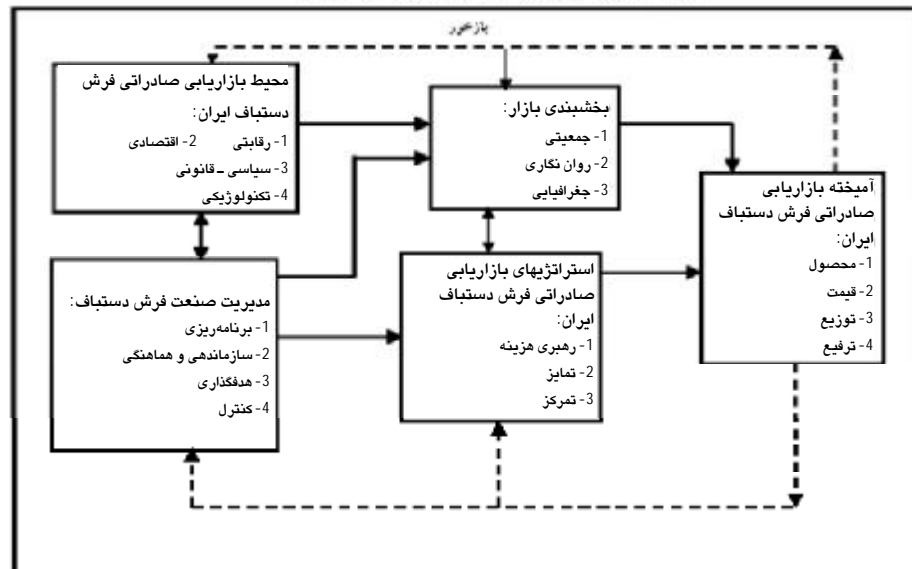 بازخور
محیط بازاریابی صادراتی فرش
دستباف ایران:
1- رقابتی 2- اقتصادی
3- سیاسی - قانونی
4- تکنولوژیکی
بخشبندی بازار:
1- جمعیتی
2- روان نگاری
3- جغرافیایی
آمیخته بازاریابی
صادراتی فرش دستباف
ایران:
1- محصول
2- قیمت
3- توزیع
4- ترفیع
استراتژیهای بازاریابی
صادراتی فرش دستباف
ایران:
1- رهبری هزینه
2- تمایز
3- تمرکز
مدیریت صنعت فرش دستباف:
1- برنامه‌ریزی
2- سازماندهی و هماهنگی
3- هدفگذاری
4- کنترل